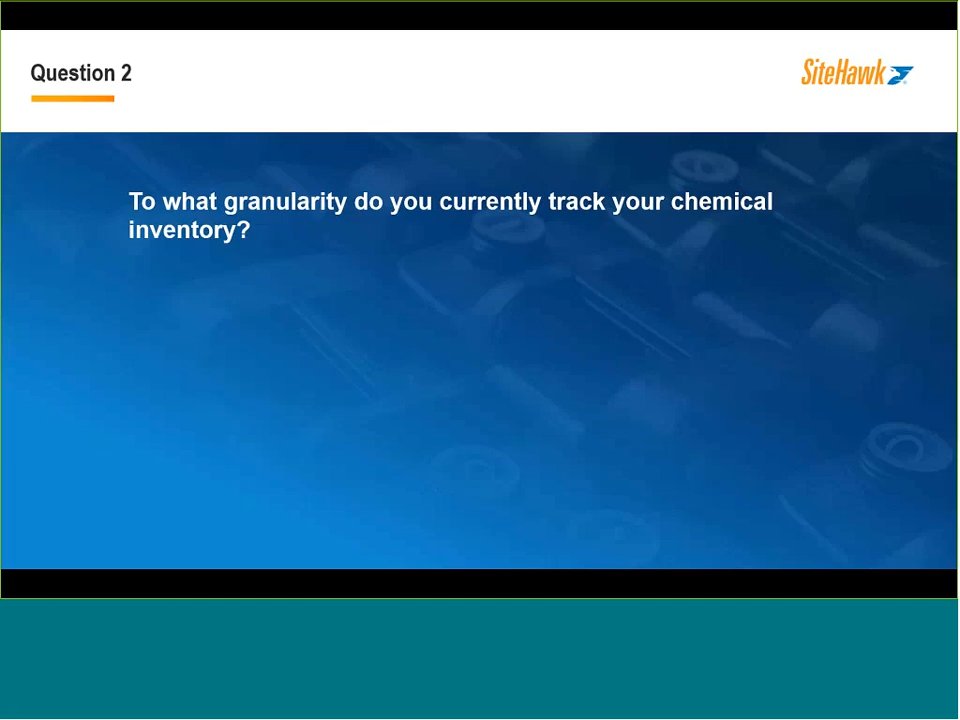 Question 2
SiteHawk
To what granularity do you currently track your chemical
inventory?